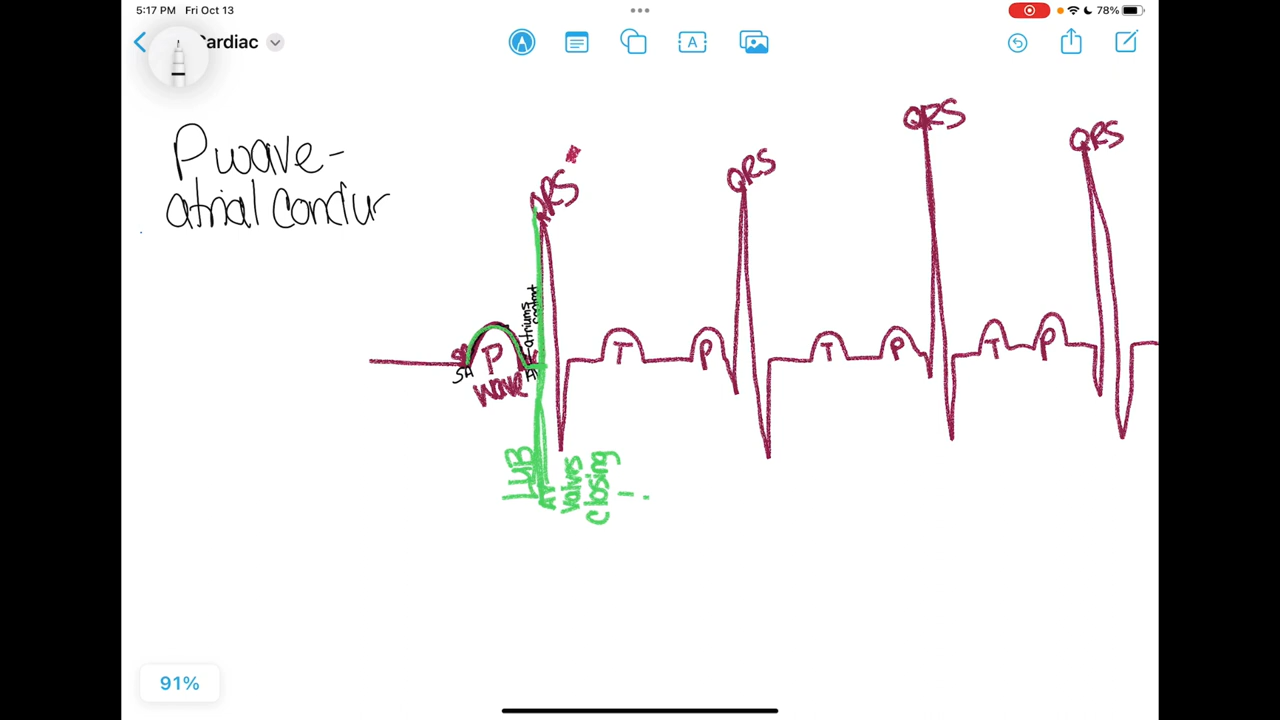 5:17 PM Fri Oct 13
78%
Cardiac
A
P wave -
atrial condur
QRS
QRS
QRS
QRS
atriums
contract
P
wave
SA
T
P
T
P
T
P
LUB
AV
valves
closing
91%